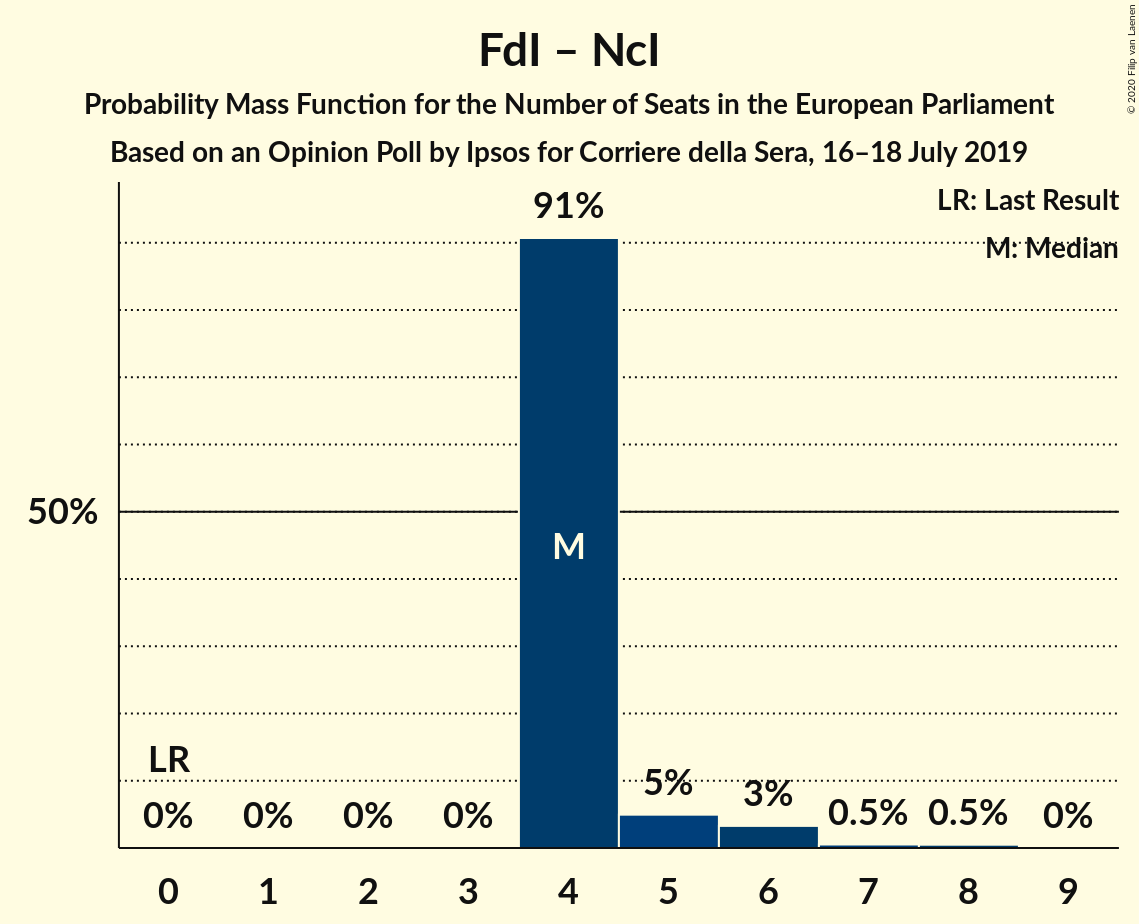 FdI – NcI
Probability Mass Function for the Number of Seats in the European Parliament
Based on an Opinion Poll by Ipsos for Corriere della Sera, 16–18 July 2019
© 2020 Filip van Laenen
LR: Last Result
M: Median
91%
50%
M
LR
0%
0%
0%
0%
5%
3%
0.5%
0.5%
0%
0
1
2
3
4
5
6
7
8
9